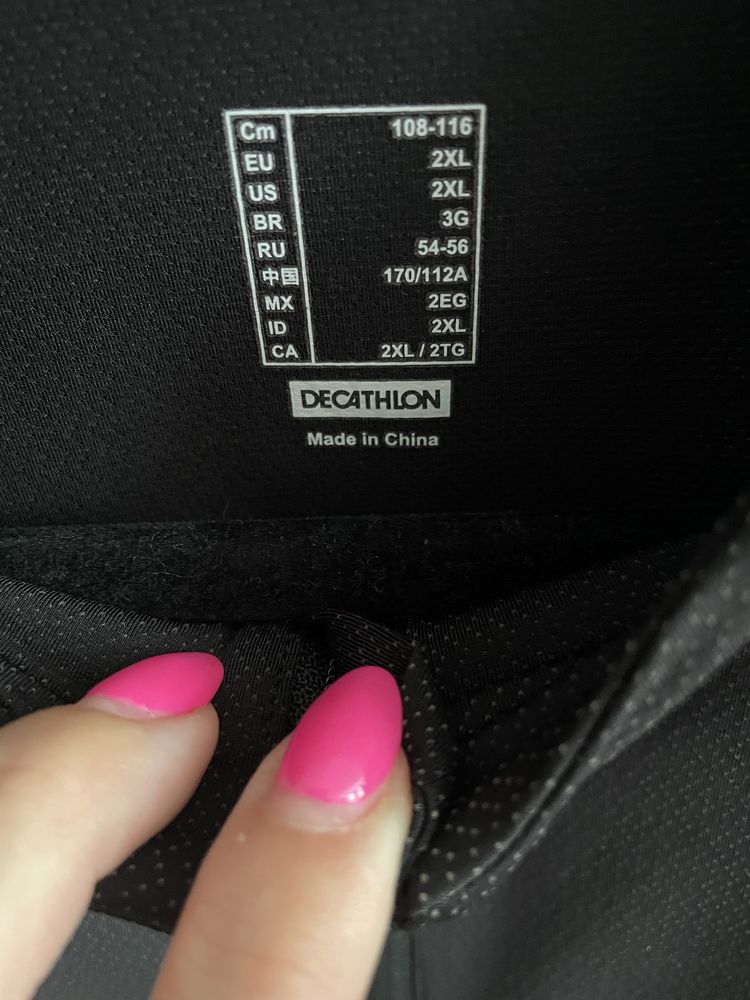 Cm 108-116
EU 2XL
US 2XL
BR 3G
RU 54-56
中国 170/112A
MX 2EG
ID 2XL
CA 2XL / 2TG
DECATHLON
Made in China